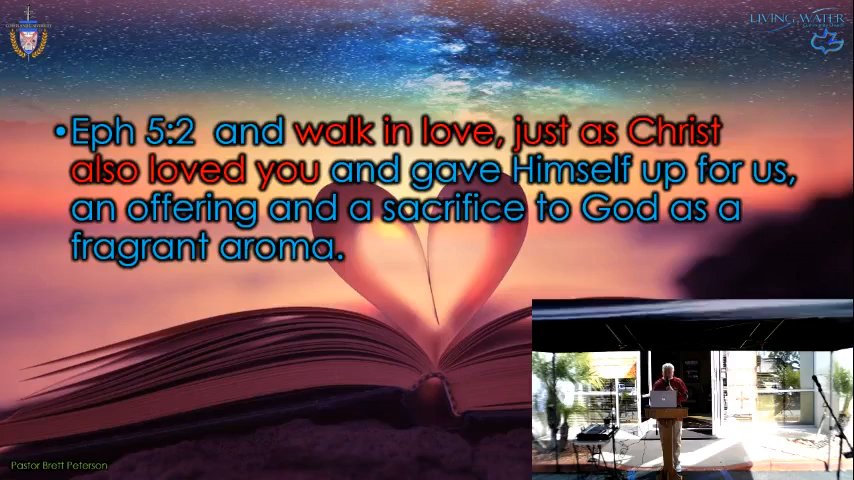 LIVING WATER
•Eph 5:2 and walk in love, just as Christ
also loved you and gave Himself up for us,
an offering and a sacrifice to God as a
fragrant aroma.
Pastor Brett Peterson